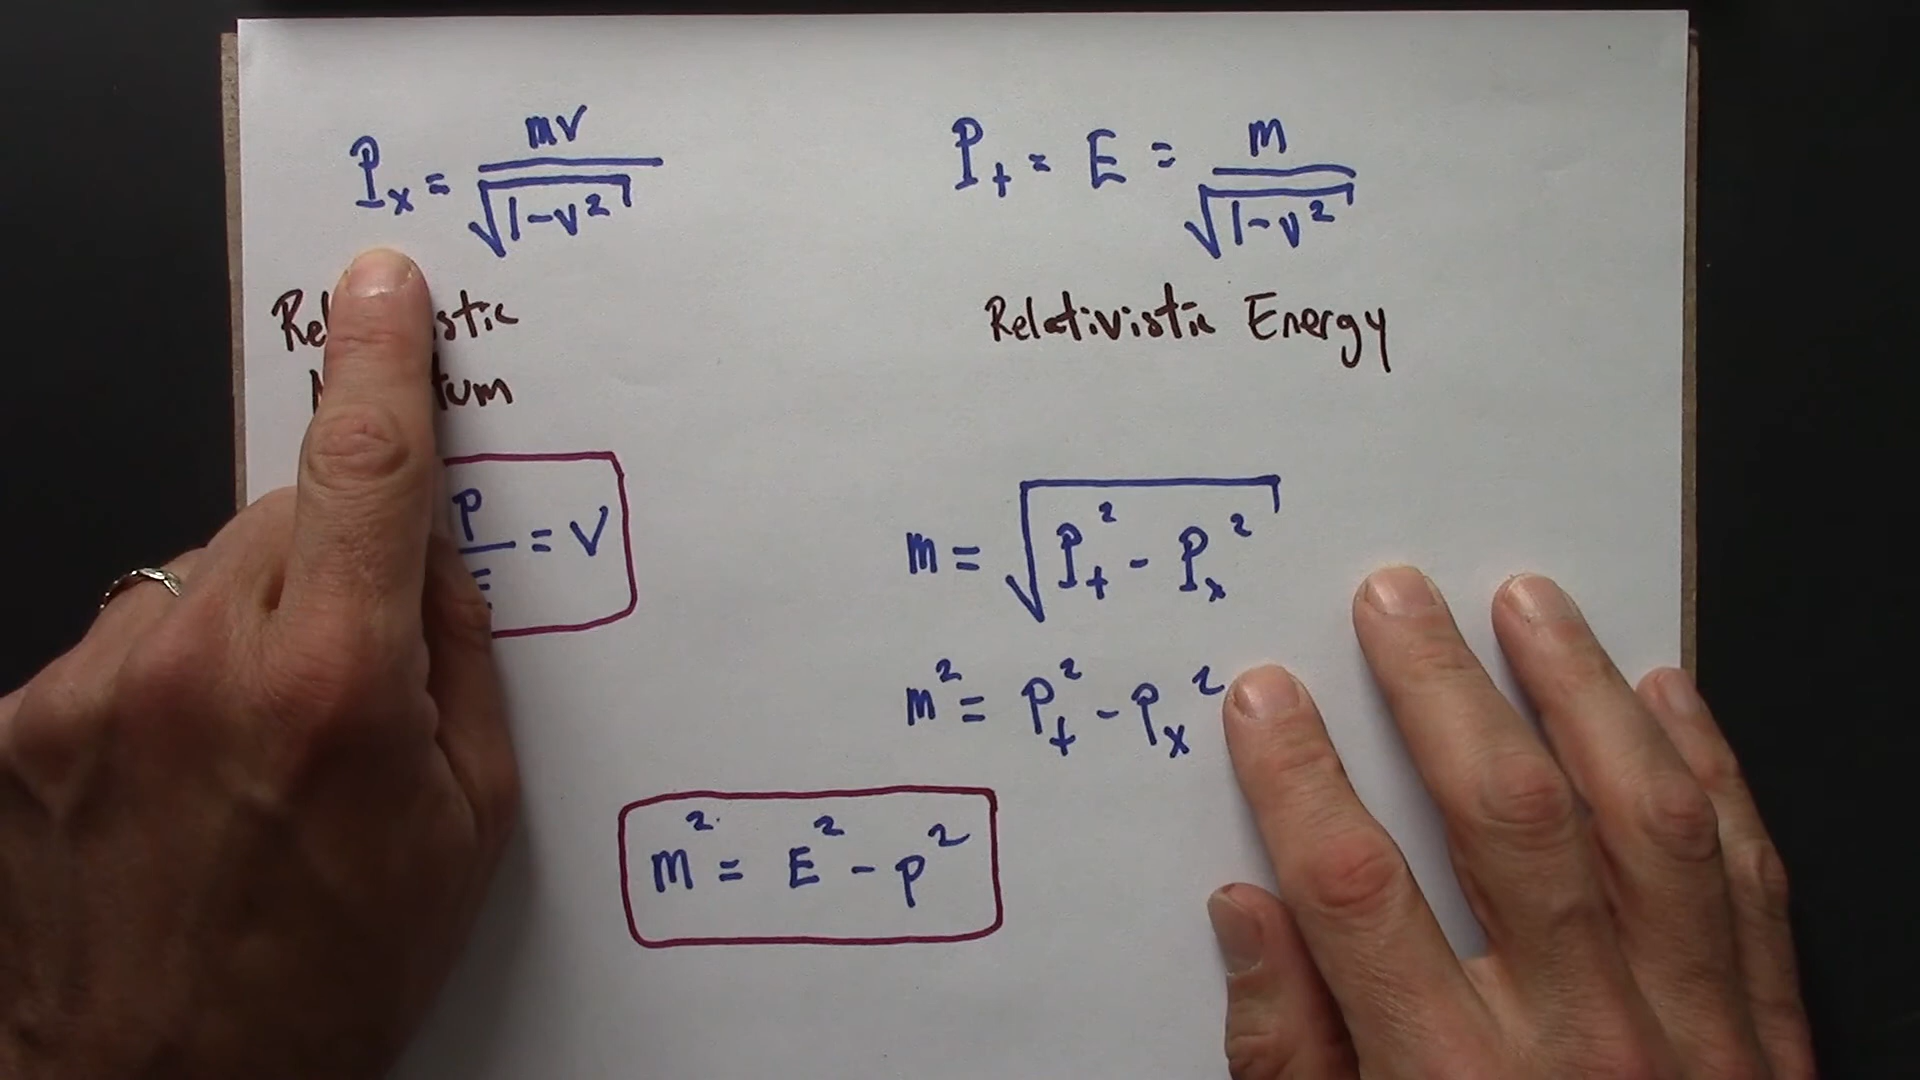 Pₓ = mv / √(1-v²)
Pₜ = E = m / √(1-v²)
Relativistic Energy
P / E = V
m = √(Pₜ² - Pₓ²)
m² = Pₜ² - Pₓ²
m² = E² - p²